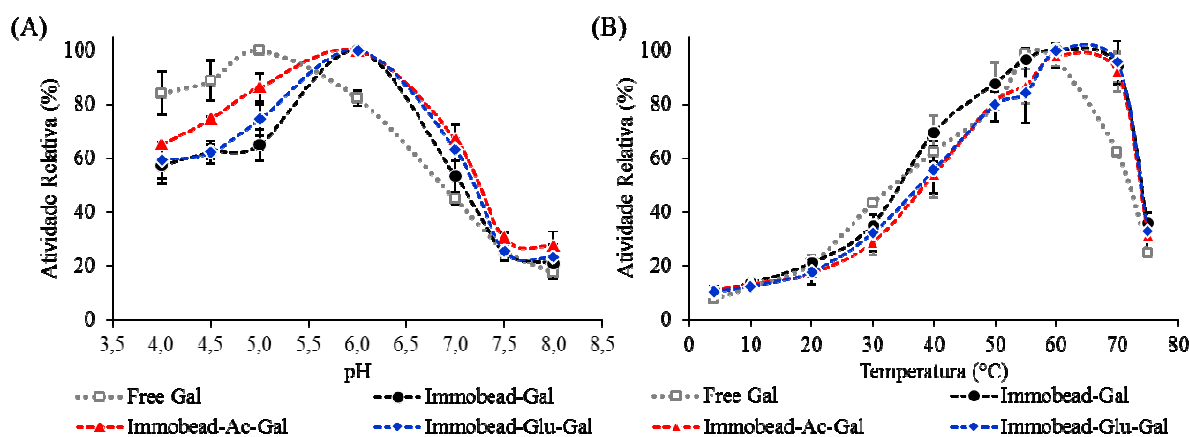 (A)
100
80
60
40
20
0
Atividade Relativa (%)
3,5 4,0 4,5 5,0 5,5 6,0 6,5 7,0 7,5 8,0 8,5
pH
Free Gal Immobead-Gal
Immobead-Ac-Gal Immobead-Glu-Gal
(B)
100
80
60
40
20
0
Atividade Relativa (%)
0 10 20 30 40 50 60 70 80
Temperatura (°C)
Free Gal Immobead-Gal
Immobead-Ac-Gal Immobead-Glu-Gal